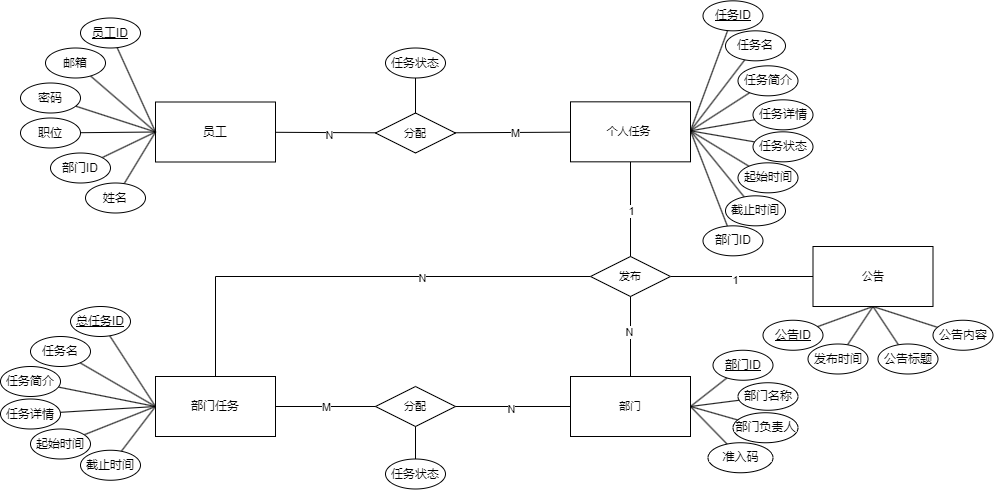 员工ID
邮箱
密码
职位
部门ID
姓名
员工
N
任务状态
分配
M
个人任务
任务ID
任务名
任务简介
任务详情
任务状态
起始时间
截止时间
部门ID
1
发布
N
1
N
公告
公告ID
发布时间
公告标题
公告内容
总任务ID
任务名
任务简介
任务详情
起始时间
截止时间
部门任务
M
分配
任务状态
N
部门
部门ID
部门名称
部门负责人
准入码